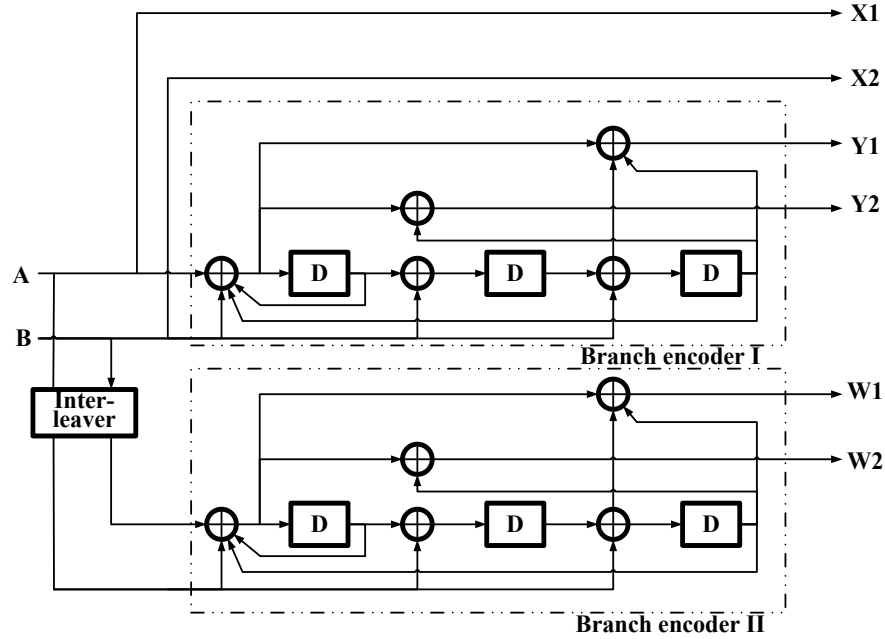 X1
X2
Y1
Y2
A
D
D
D
B
Branch encoder I
Inter-
leaver
W1
W2
D
D
D
Branch encoder II